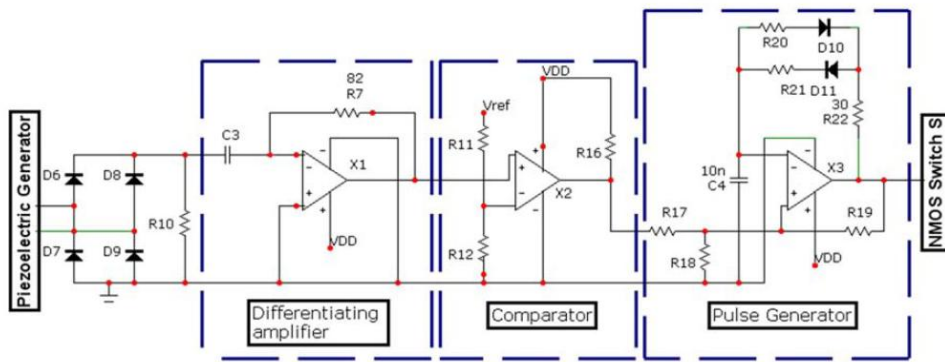 Piezoelectric Generator
D6
D8
D7
D9
R10
C3
82
R7
X1
VDD
Differentiating
amplifier
Vref
R11
R12
VDD
R16
X2
Comparator
R17
R18
R20
D10
R21
D11
30
R22
10n
C4
X3
R19
VDD
Pulse Generator
NMOS Switch S